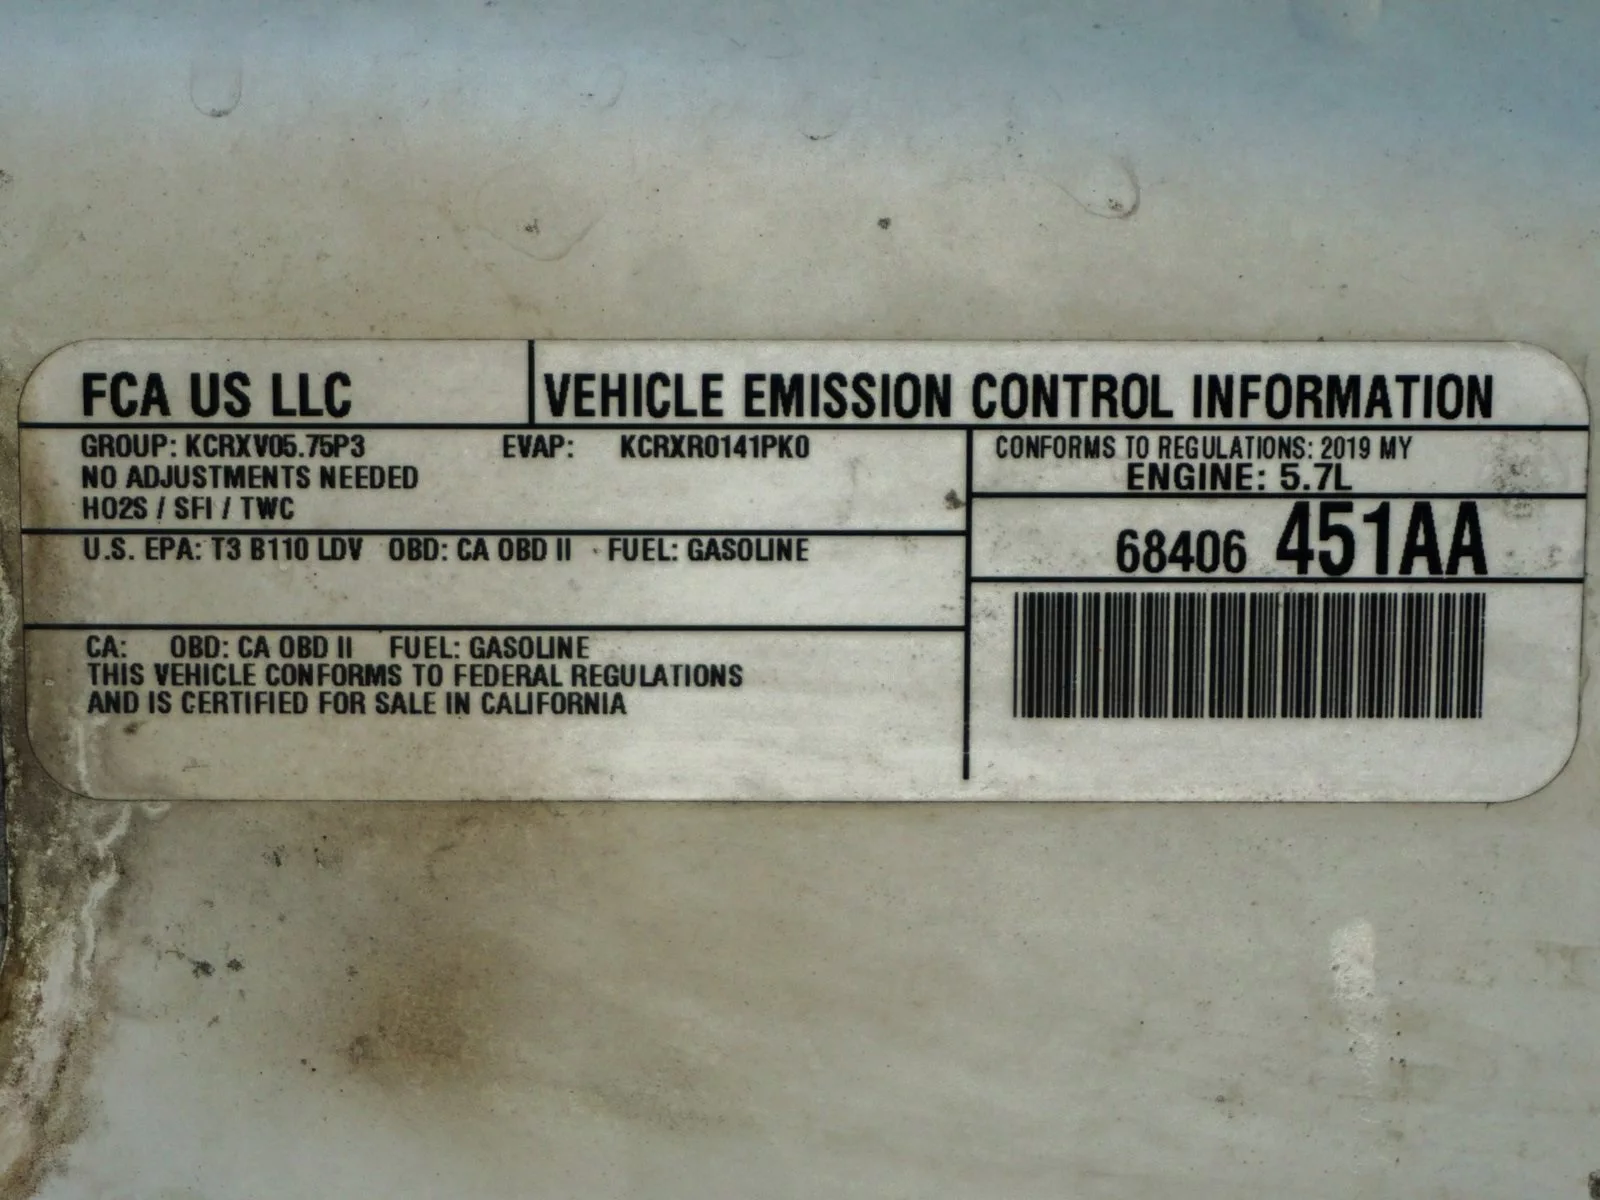 FCA US LLC
VEHICLE EMISSION CONTROL INFORMATION
GROUP: KCRXV05.75P3 EVAP: KCRXR0141PK0
NO ADJUSTMENTS NEEDED
HO2S / SFI / TWC
CONFORMS TO REGULATIONS: 2019 MY
ENGINE: 5.7L
68406 451AA
U.S. EPA: T3 B110 LDV OBD: CA OBD II FUEL: GASOLINE
CA: OBD: CA OBD II FUEL: GASOLINE
THIS VEHICLE CONFORMS TO FEDERAL REGULATIONS
AND IS CERTIFIED FOR SALE IN CALIFORNIA